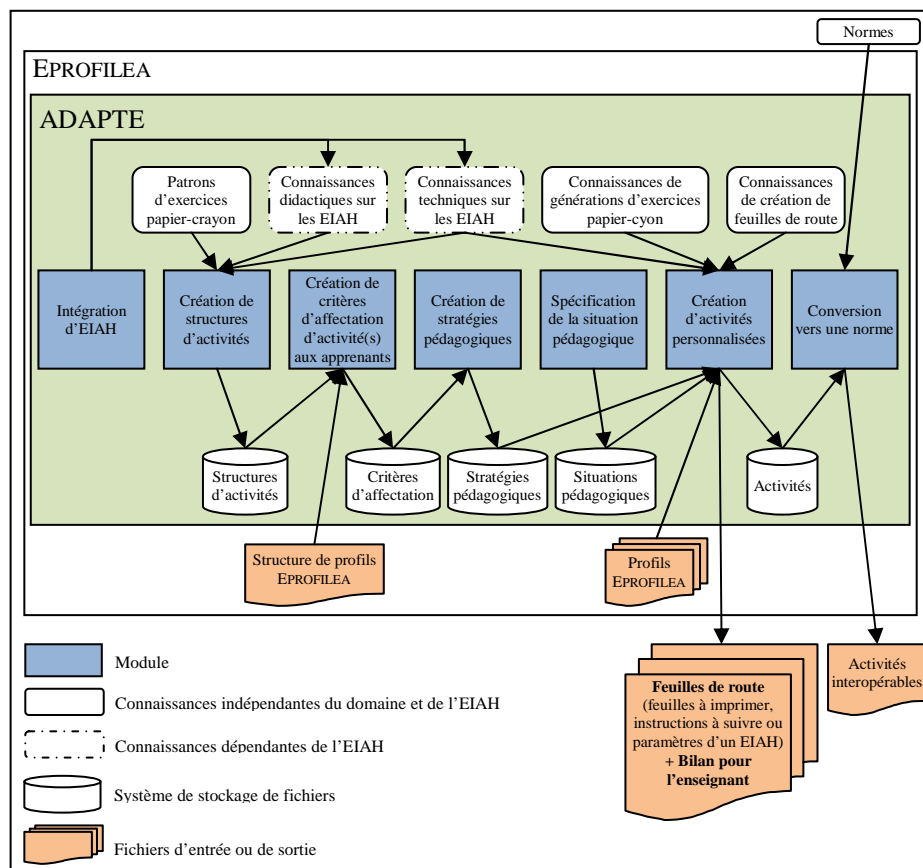 Normes
EPROFILEA
ADAPTE
Patrons
d'exercices
papier-crayon
Connaissances
didactiques sur
les EIAH
Connaissances
techniques sur
les EIAH
Connaissances de
générations d'exercices
papier-cyon
Connaissances
de création de
feuilles de route
Intégration
d'EIAH
Création de
structures
d'activités
Création de
critères
d'affectation
d'activité(s)
aux apprenants
Création de
stratégies
pédagogiques
Spécification
de la situation
pédagogique
Création
d'activités
personnalisées
Conversion
vers une norme
Structures
d'activités
Critères
d'affectation
Stratégies
pédagogiques
Situations
pédagogiques
Activités
Structure de profils
EPROFILEA
Profils
EPROFILEA
Module
Connaissances indépendantes du domaine et de l'EIAH
Connaissances dépendantes de l'EIAH
Système de stockage de fichiers
Fichiers d'entrée ou de sortie
Feuilles de route
(feuilles à imprimer,
instructions à suivre ou
paramètres d'un EIAH)
+ Bilan pour
l'enseignant
Activités
interopérables